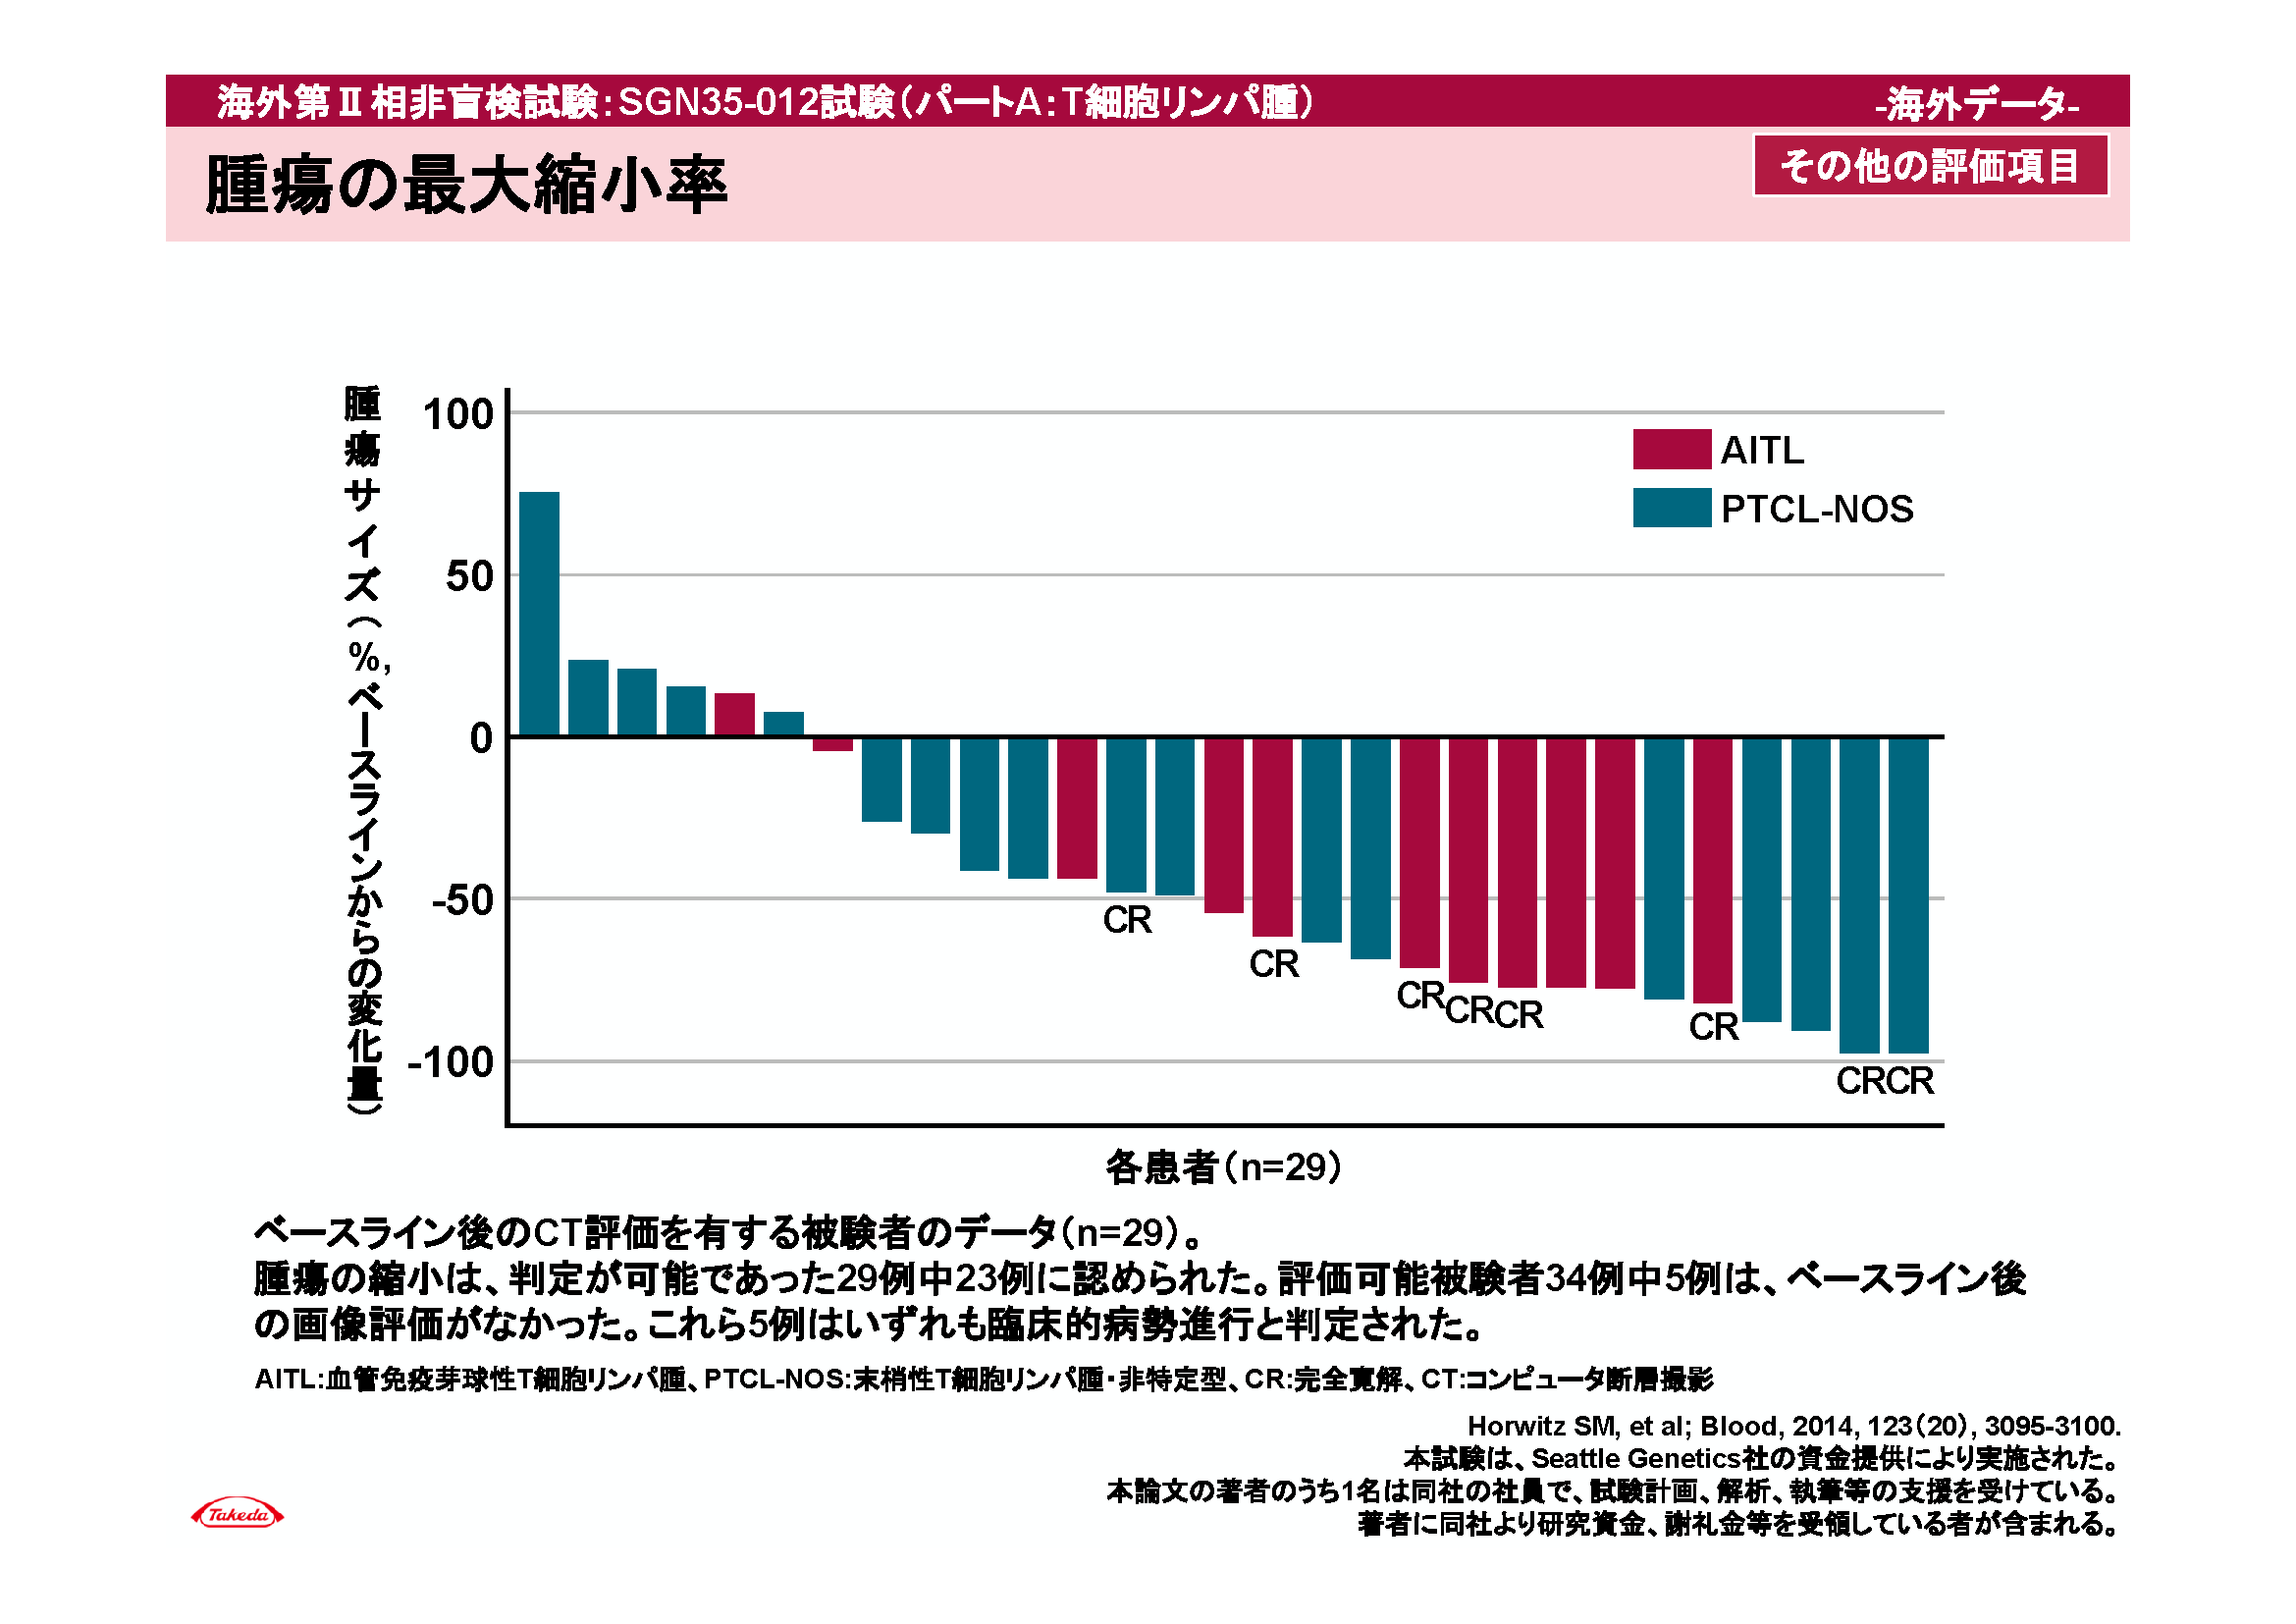 海外第Ⅱ相非盲検試験：SGN35-012試験（パートA：T細胞リンパ腫）
-海外データ-
腫瘍の最大縮小率
その他の評価項目
腫瘍サイズ（%,ベースラインからの変化量）
100
50
0
-50
-100
AITL
PTCL-NOS
CR
CR
CR
CR
CR
CR
CR
CR
各患者（n=29）
ベースライン後のCT評価を有する被験者のデータ（n=29）。
腫瘍の縮小は、判定が可能であった29例中23例に認められた。評価可能被験者34例中5例は、ベースライン後
の画像評価がなかった。これら5例はいずれも臨床的病勢進行と判定された。
AITL:血管免疫芽球性T細胞リンパ腫、PTCL-NOS:末梢性T細胞リンパ腫・非特定型、CR:完全寛解、CT:コンピュータ断層撮影
Horwitz SM, et al; Blood, 2014, 123（20）, 3095-3100.
本試験は、Seattle Genetics社の資金提供により実施された。
本論文の著者のうち1名は同社の社員で、試験計画、解析、執筆等の支援を受けている。
著者に同社より研究資金、謝礼金等を受領している者が含まれる。
Takeda